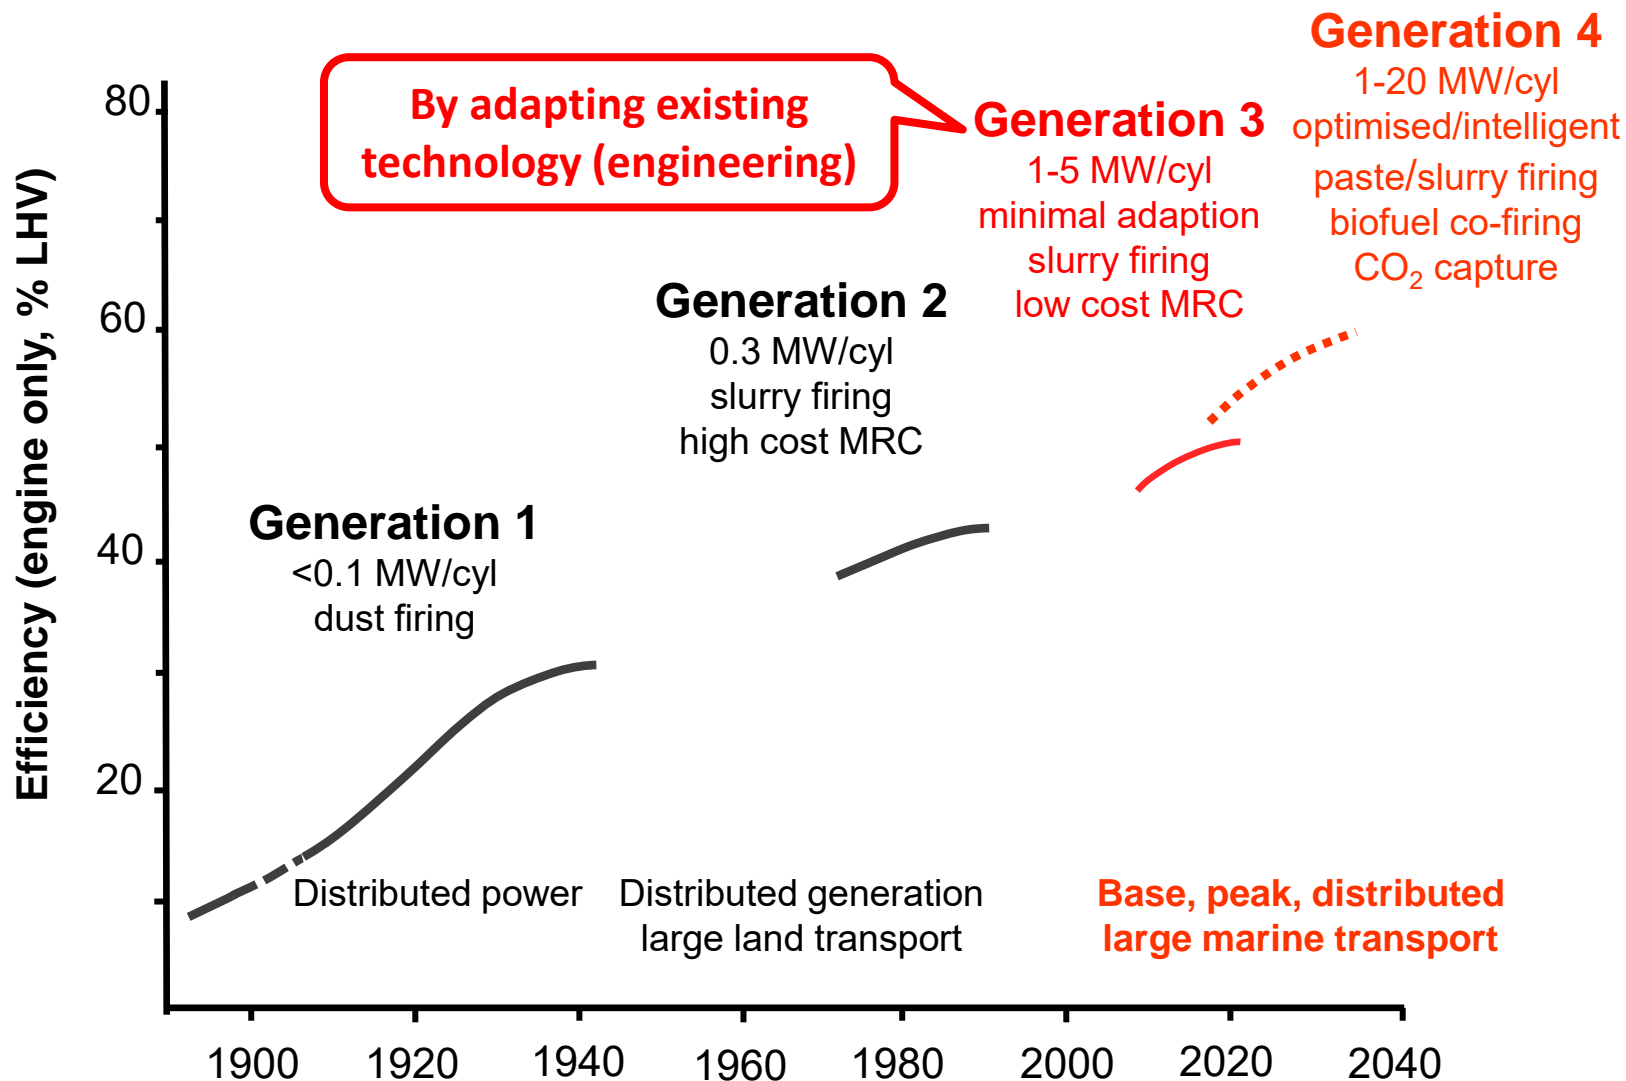 Generation 4
1-20 MW/cyl
optimised/intelligent
paste/slurry firing
biofuel co-firing
CO₂ capture
By adapting existing
technology (engineering)
Generation 3
1-5 MW/cyl
minimal adaption
slurry firing
low cost MRC
Generation 2
0.3 MW/cyl
slurry firing
high cost MRC
Generation 1
<0.1 MW/cyl
dust firing
Efficiency (engine only, % LHV)
80
60
40
20
Distributed power
Distributed generation
large land transport
Base, peak, distributed
large marine transport
1900 1920 1940 1960 1980 2000 2020 2040